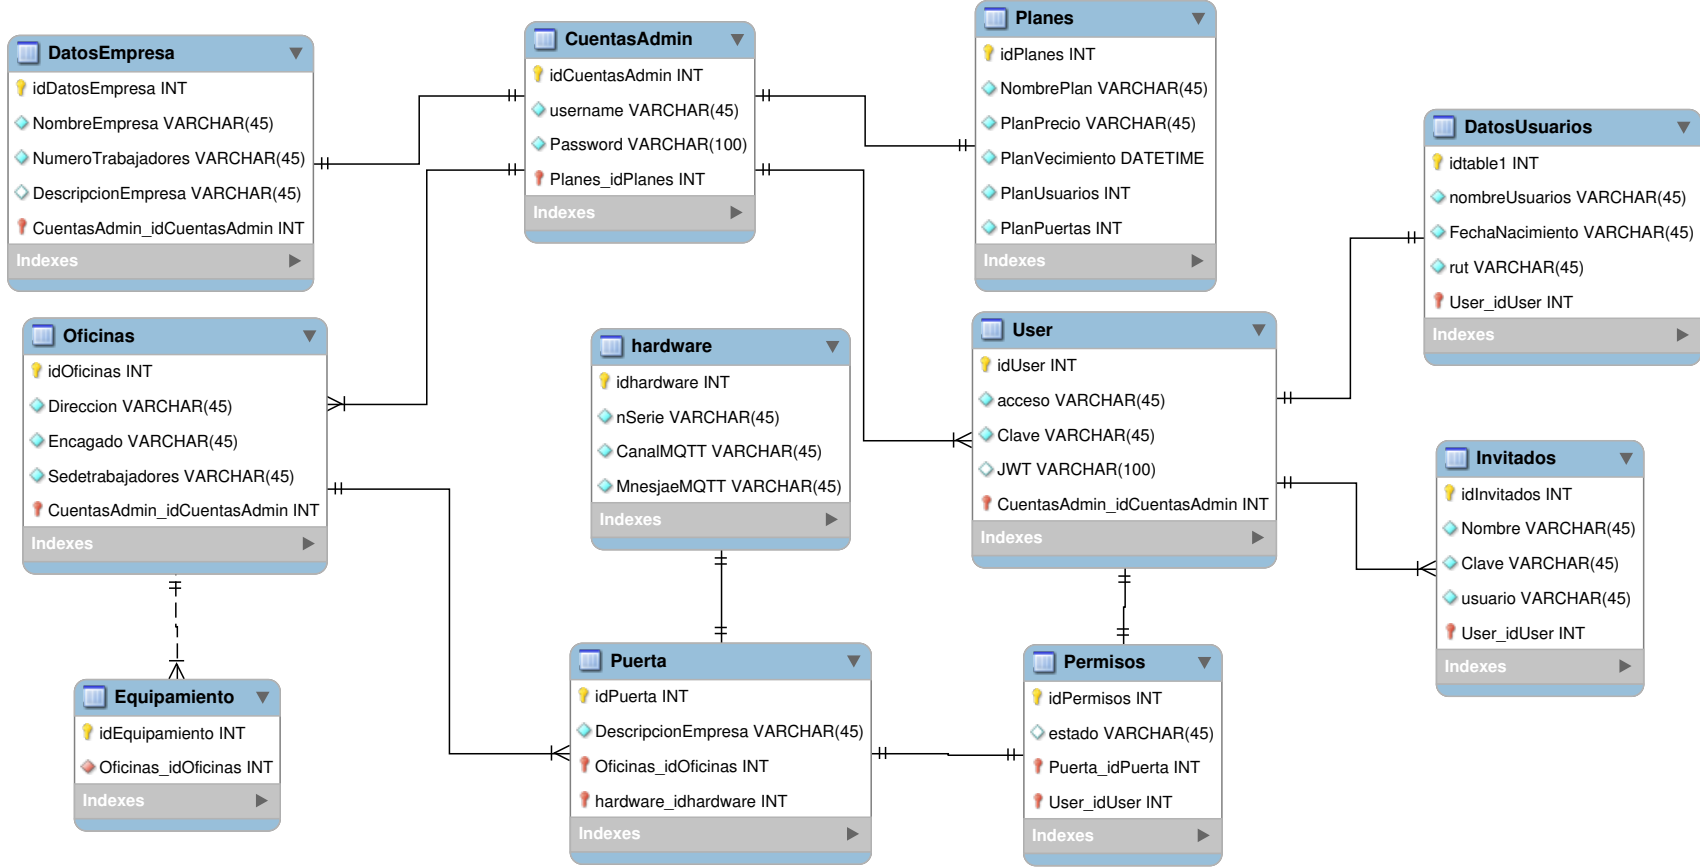 DatosEmpresa
idDatosEmpresa INT
NombreEmpresa VARCHAR(45)
NumeroTrabajadores VARCHAR(45)
DescripcionEmpresa VARCHAR(45)
CuentasAdmin_idCuentasAdmin INT
Indexes
CuentasAdmin
idCuentasAdmin INT
username VARCHAR(45)
Password VARCHAR(100)
Planes_idPlanes INT
Indexes
Planes
idPlanes INT
NombrePlan VARCHAR(45)
PlanPrecio VARCHAR(45)
PlanVecimiento DATETIME
PlanUsuarios INT
PlanPuertas INT
Indexes
DatosUsuarios
idtable1 INT
nombreUsuarios VARCHAR(45)
FechaNacimiento VARCHAR(45)
rut VARCHAR(45)
User_idUser INT
Indexes
Oficinas
idOficinas INT
Direccion VARCHAR(45)
Encagado VARCHAR(45)
Sedetrabajadores VARCHAR(45)
CuentasAdmin_idCuentasAdmin INT
Indexes
hardware
idhardware INT
nSerie VARCHAR(45)
CanalMQTT VARCHAR(45)
MnesjaeMQTT VARCHAR(45)
Indexes
User
idUser INT
acceso VARCHAR(45)
Clave VARCHAR(45)
JWT VARCHAR(100)
CuentasAdmin_idCuentasAdmin INT
Indexes
Invitados
idInvitados INT
Nombre VARCHAR(45)
Clave VARCHAR(45)
usuario VARCHAR(45)
User_idUser INT
Indexes
Equipamiento
idEquipamiento INT
Oficinas_idOficinas INT
Indexes
Puerta
idPuerta INT
DescripcionEmpresa VARCHAR(45)
Oficinas_idOficinas INT
hardware_idhardware INT
Indexes
Permisos
idPermisos INT
estado VARCHAR(45)
Puerta_idPuerta INT
User_idUser INT
Indexes